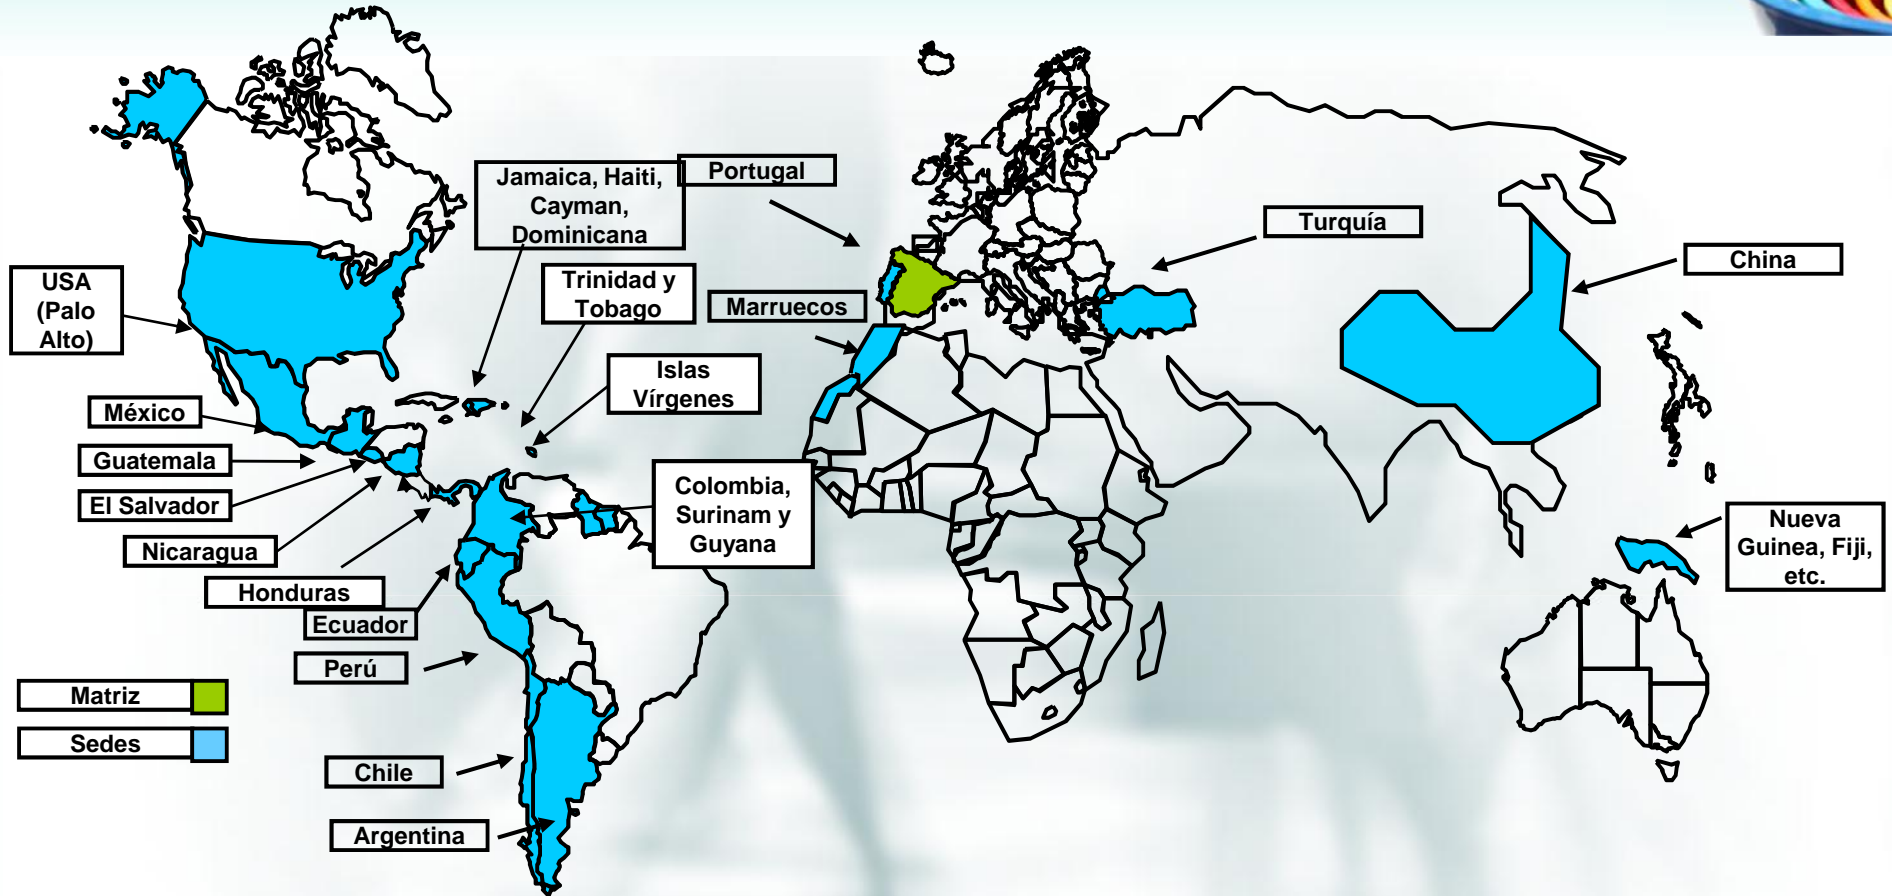 Jamaica, Haiti,
Cayman,
Dominicana
Portugal
Turquía
China
USA
(Palo
Alto)
Trinidad y
Tobago
Marruecos
Islas
Vírgenes
México
Guatemala
El Salvador
Nicaragua
Honduras
Ecuador
Perú
Colombia,
Surinam y
Guyana
Nueva
Guinea, Fiji,
etc.
Matriz
Sedes
Chile
Argentina